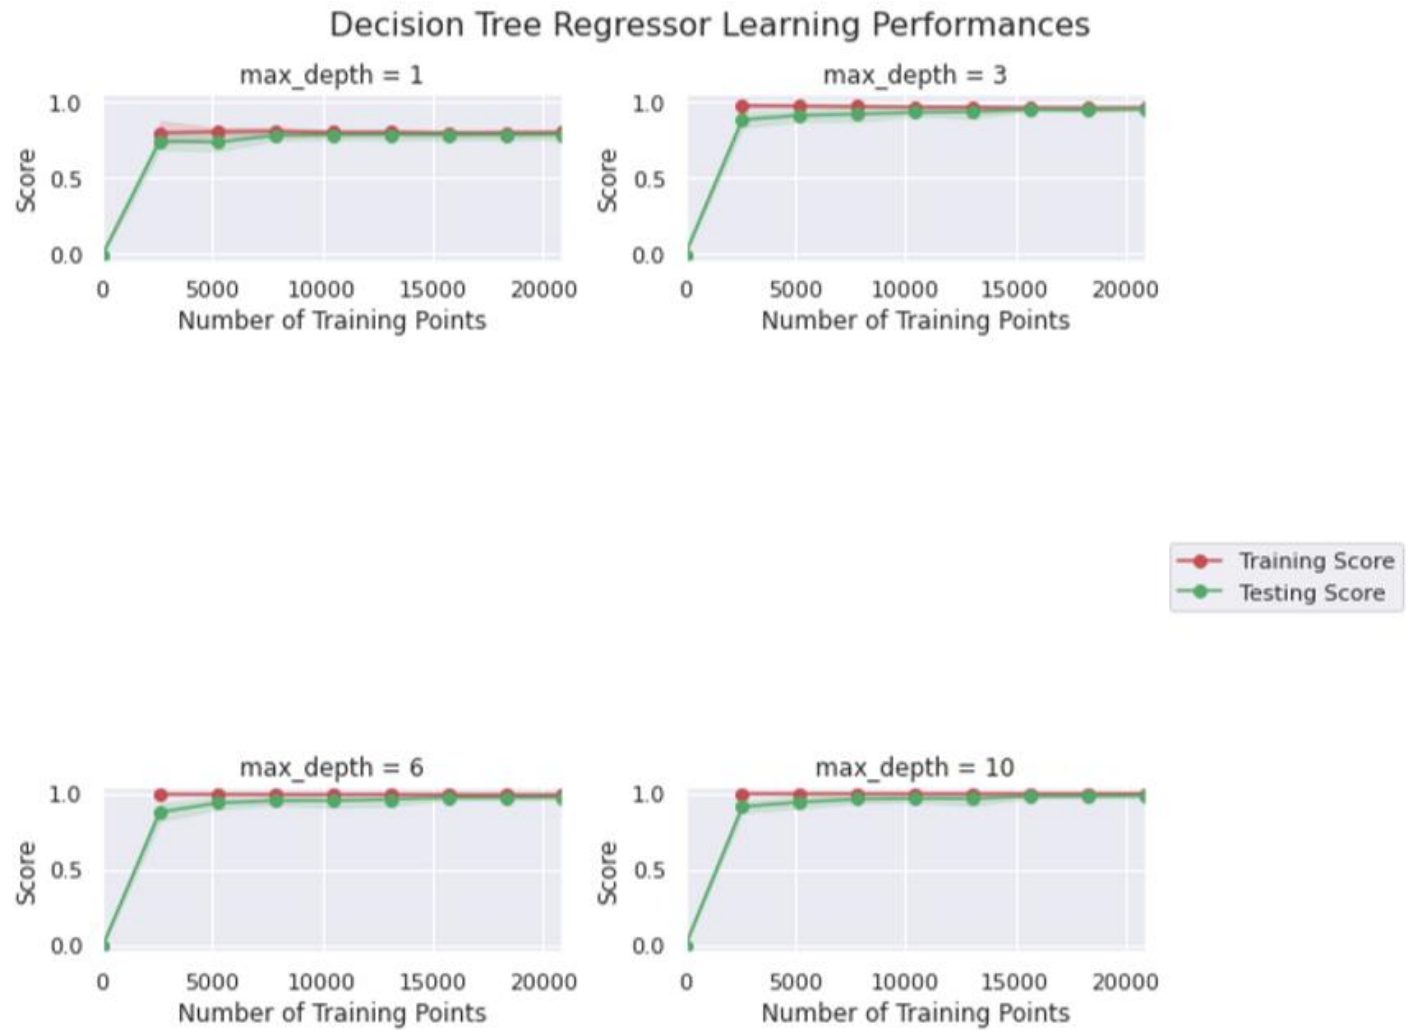 Decision Tree Regressor Learning Performances
max_depth = 1
1.0
0.5
0.0
Score
0 5000 10000 15000 20000
Number of Training Points
max_depth = 3
1.0
0.5
0.0
Score
0 5000 10000 15000 20000
Number of Training Points
Training Score
Testing Score
max_depth = 6
1.0
0.5
0.0
Score
0 5000 10000 15000 20000
Number of Training Points
max_depth = 10
1.0
0.5
0.0
Score
0 5000 10000 15000 20000
Number of Training Points